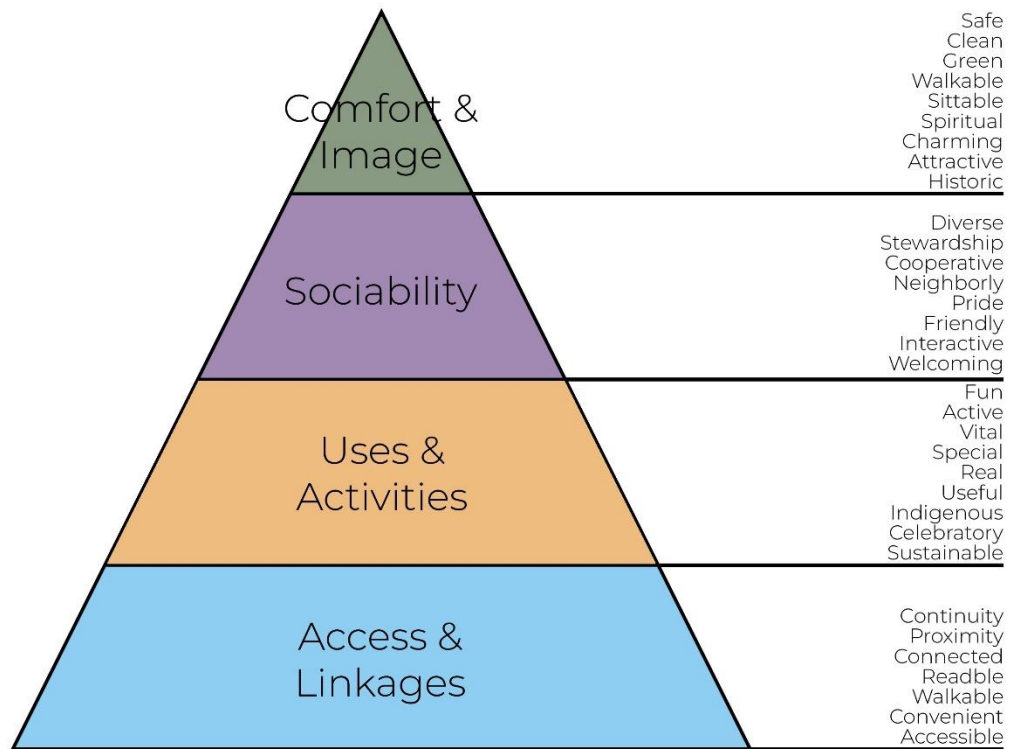 Comfort &
Image
Safe
Clean
Green
Walkable
Sittable
Spiritual
Charming
Attractive
Historic
Sociability
Diverse
Stewardship
Cooperative
Neighborly
Pride
Friendly
Interactive
Welcoming
Uses &
Activities
Fun
Active
Vital
Special
Real
Useful
Indigenous
Celebratory
Sustainable
Access &
Linkages
Continuity
Proximity
Connected
Readble
Walkable
Convenient
Accessible